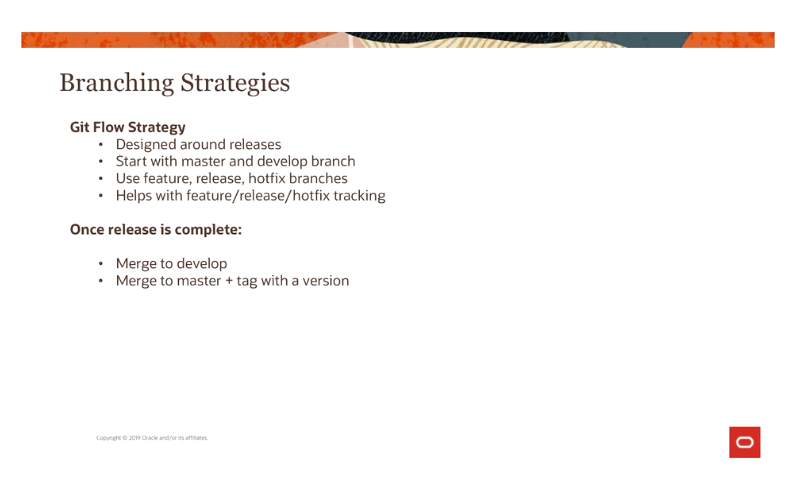 Branching Strategies
Git Flow Strategy
• Designed around releases
• Start with master and develop branch
• Use feature, release, hotfix branches
• Helps with feature/release/hotfix tracking
Once release is complete:
• Merge to develop
• Merge to master + tag with a version
Copyright © 2019 Oracle and/or its affiliates.